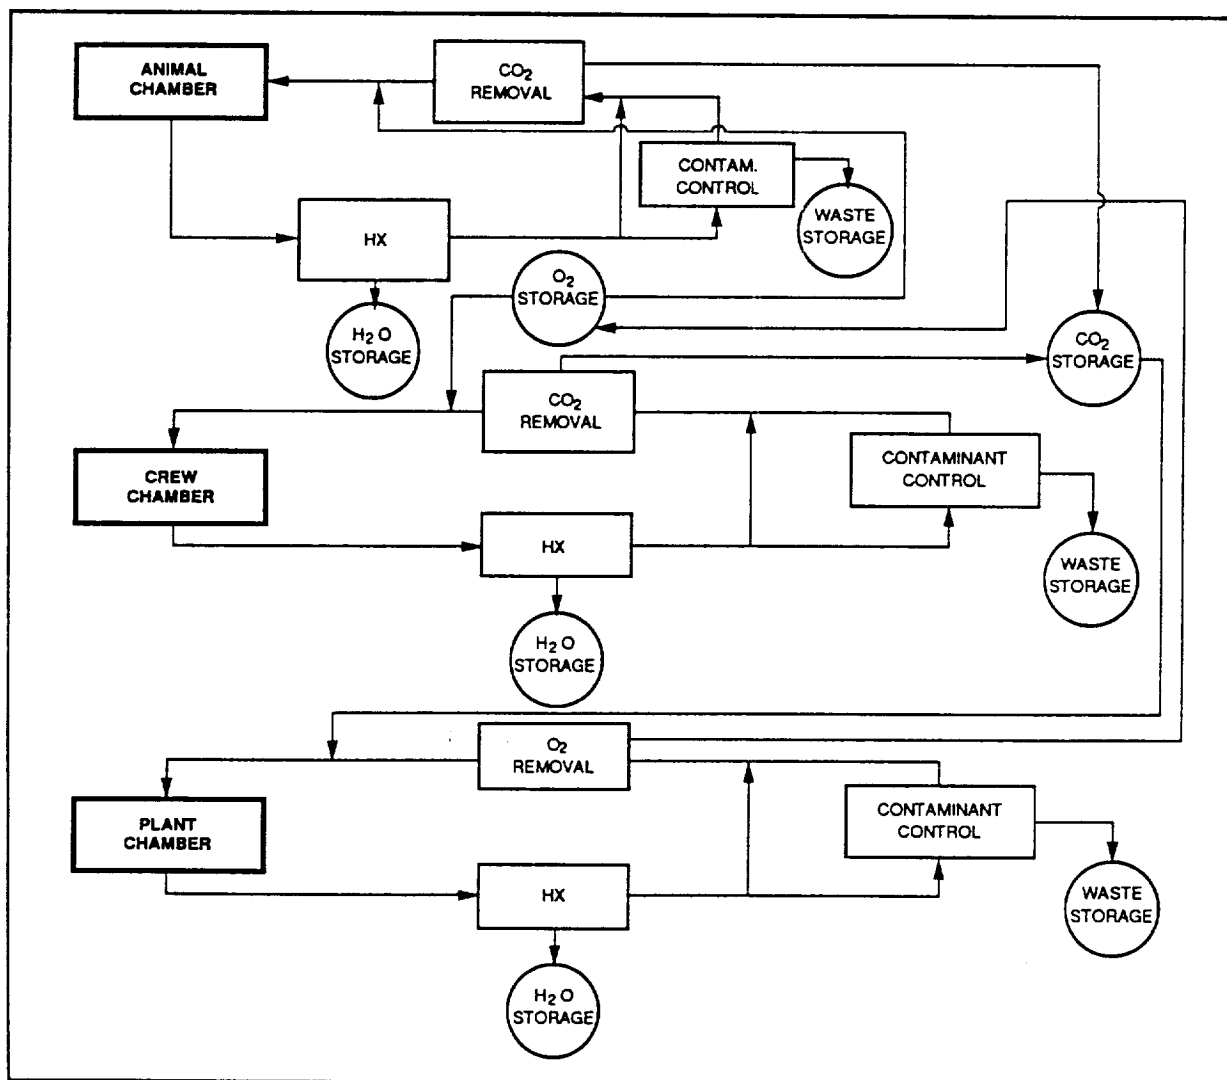 ANIMAL
CHAMBER
CO2
REMOVAL
CONTAM.
CONTROL
WASTE
STORAGE
HX
O2
STORAGE
H2O
STORAGE
CO2
STORAGE
CO2
REMOVAL
CONTAMINANT
CONTROL
CREW
CHAMBER
HX
WASTE
STORAGE
H2O
STORAGE
O2
REMOVAL
CONTAMINANT
CONTROL
PLANT
CHAMBER
HX
WASTE
STORAGE
H2O
STORAGE